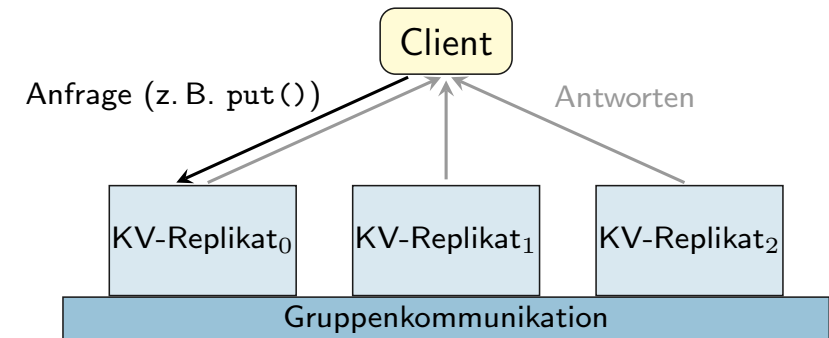 Client
Anfrage (z. B. put())
Antworten
KV-Replikat₀
KV-Replikat₁
KV-Replikat₂
Gruppenkommunikation